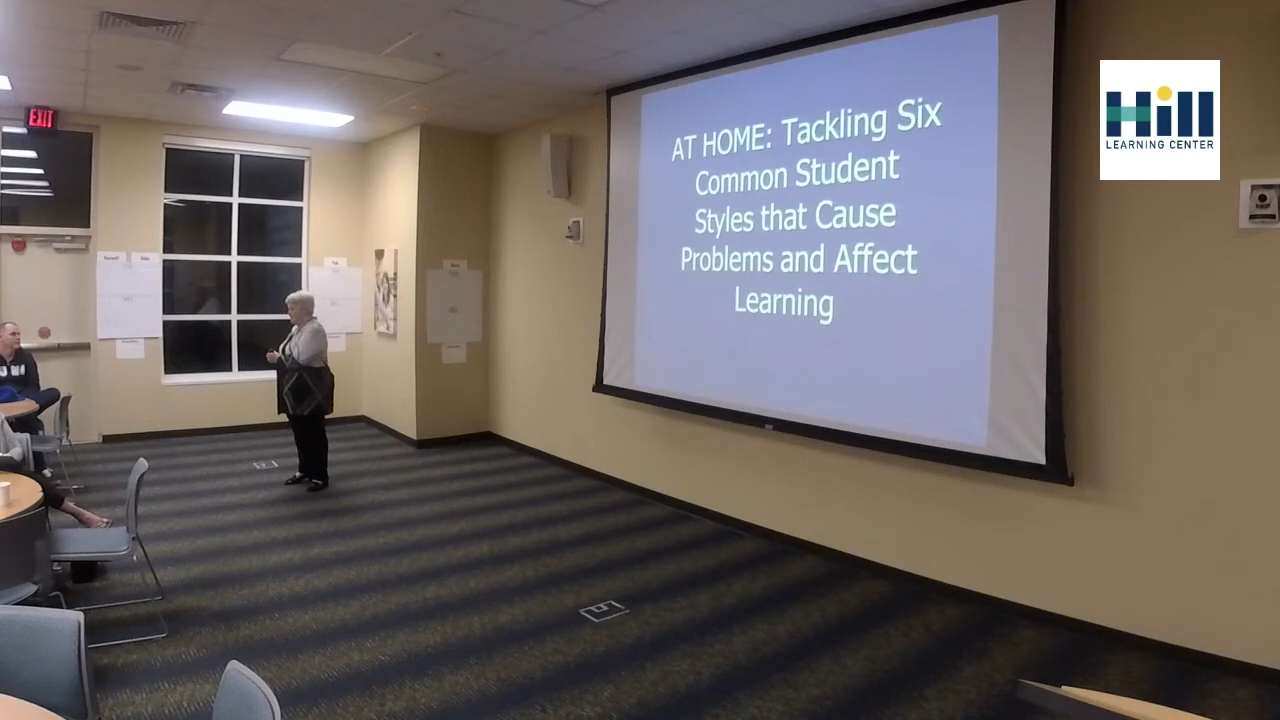 EXIT
AT HOME: Tackling Six
Common Student
Styles that Cause
Problems and Affect
Learning
Hill
LEARNING CENTER